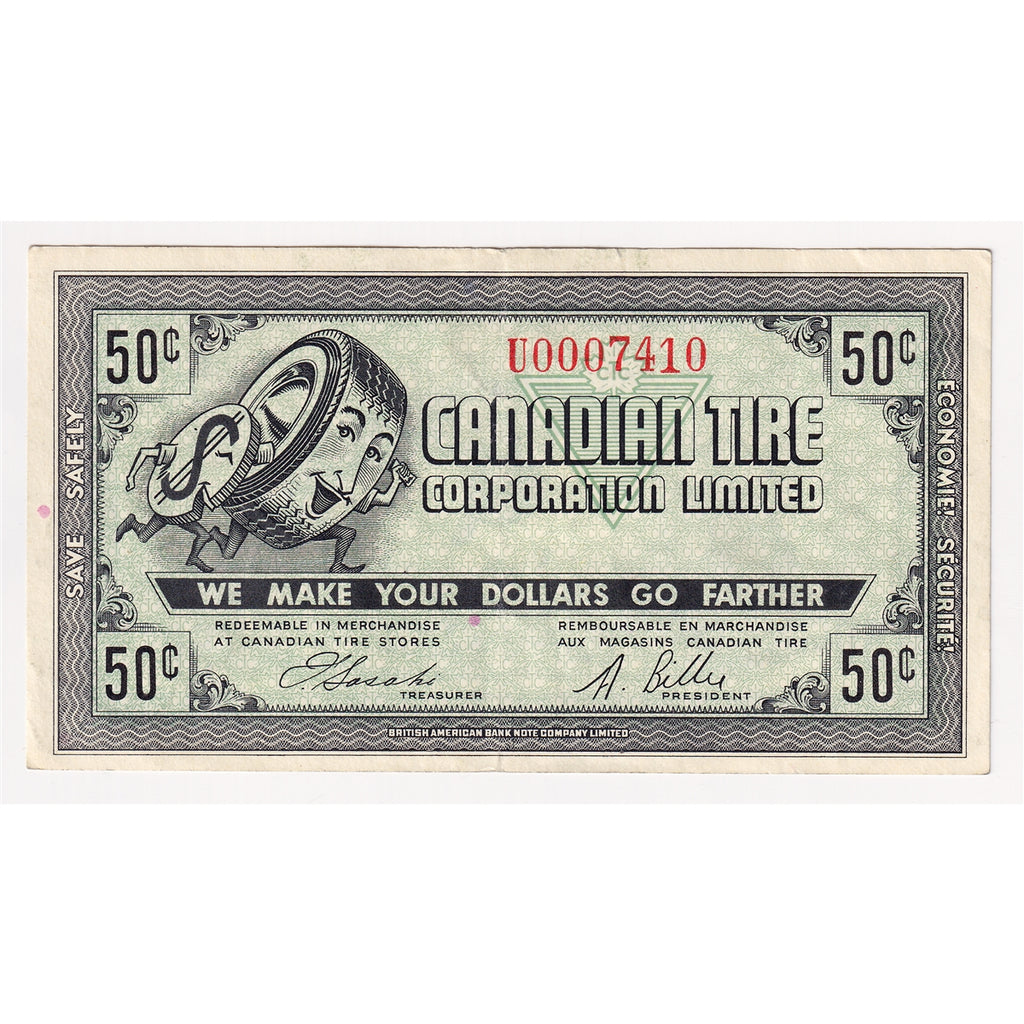 50¢
50¢
U0007410
CANADIAN TIRE
CORPORATION LIMITED
$
SAVE SAFELY
ÉCONOMIE! SÉCURITÉ!
WE MAKE YOUR DOLLARS GO FARTHER
REDEEMABLE IN MERCHANDISE
AT CANADIAN TIRE STORES
REMBOURSABLE EN MARCHANDISE
AUX MAGASINS CANADIAN TIRE
50¢
50¢
TREASURER
A. Billes
PRESIDENT
BRITISH AMERICAN BANK NOTE COMPANY LIMITED